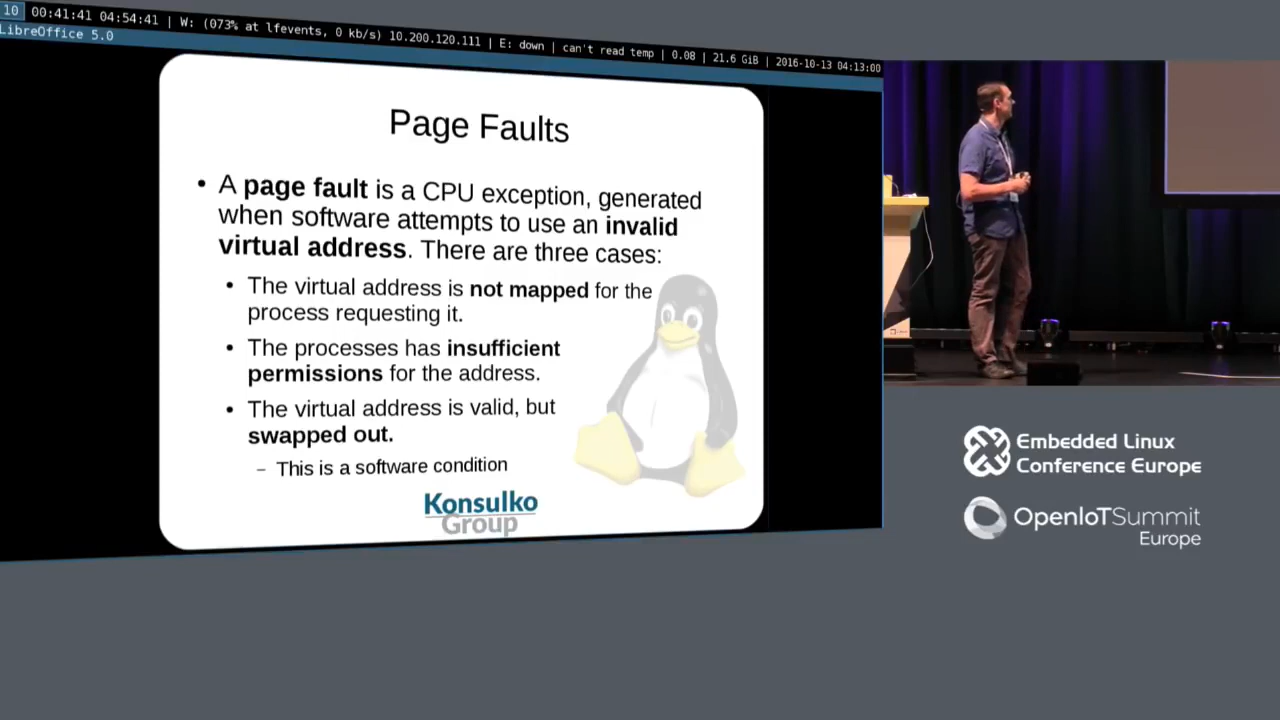 10 00:41:41 04:54:41 | W: (073% at lfevents, 0 kb/s) 10.200.120.111 | E: down | can't read temp | 0.08 | 21.6 GiB | 2016-10-13 04:13:00
LibreOffice 5.0
Page Faults
• A page fault is a CPU exception, generated
when software attempts to use an invalid
virtual address. There are three cases:
• The virtual address is not mapped for the
process requesting it.
• The processes has insufficient
permissions for the address.
• The virtual address is valid, but
swapped out.
– This is a software condition
Konsulko
Group
Embedded Linux
Conference Europe
OpenIoTSummit
Europe